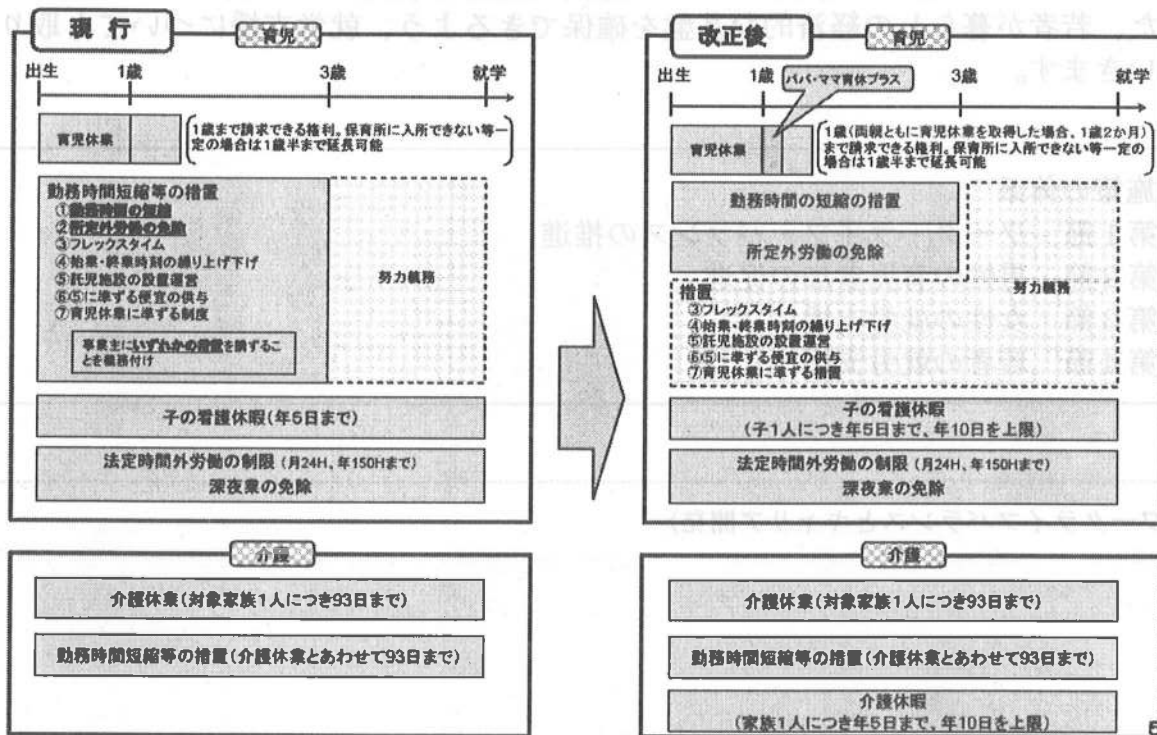 現行
育児
出生
1歳
3歳
就学
育児休業
1歳まで請求できる権利。保育所に入所できない等一
定の場合は1歳半まで延長可能
勤務時間短縮等の措置
①勤務時間の短縮
②所定外労働の免除
③フレックスタイム
④始業・終業時刻の繰り上げ下げ
⑤託児施設の設置運営
⑥⑤に準ずる便宜の供与
⑦育児休業に準ずる制度
事業主にいずれかの措置を講ずるこ
とを義務付け
努力義務
子の看護休暇(年5日まで)
法定時間外労働の制限(月24H、年150Hまで)
深夜業の免除
介護
介護休業(対象家族1人につき93日まで)
勤務時間短縮等の措置(介護休業とあわせて93日まで)
改正後
育児
出生
1歳
パパ・ママ育休プラス
3歳
就学
育児休業
1歳(両親ともに育児休業を取得した場合、1歳2か月)
まで請求できる権利。保育所に入所できない等一定の
場合は1歳半まで延長可能
勤務時間の短縮の措置
所定外労働の免除
努力義務
措置
③フレックスタイム
④始業・終業時刻の繰り上げ下げ
⑤託児施設の設置運営
⑥⑤に準ずる便宜の供与
⑦育児休業に準ずる措置
子の看護休暇
(子1人につき年5日まで、年10日を上限)
法定時間外労働の制限(月24H、年150Hまで)
深夜業の免除
介護
介護休業(対象家族1人につき93日まで)
勤務時間短縮等の措置(介護休業とあわせて93日まで)
介護休暇
(家族1人につき年5日まで、年10日を上限)
5